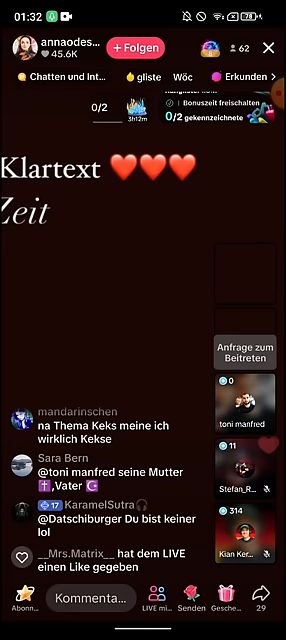 01:32
78
annaodes...
45.6K
+ Folgen
8
62
Chatten und Int...
gliste
Wöc
Erkunden >
0/2
3h12m
Bonuszeit freischalten
0/2 gekennzeichnete
Klartext ❤️❤️❤️
Zeit
Anfrage zum
Beitreten
0
toni manfred
mandarinschen
na Thema Keks meine ich
wirklich Kekse
11
Stefan_R...
Sara Bern
@toni manfred seine Mutter
✝️,Vater ☪️
17 KaramelSutra🎧
@Datschiburger Du bist keiner
lol
314
Kian Ker...
__Mrs.Matrix__ hat dem LIVE
einen Like gegeben
Abonn...
Kommenta...
LIVE mi...
Senden
Gesche...
29